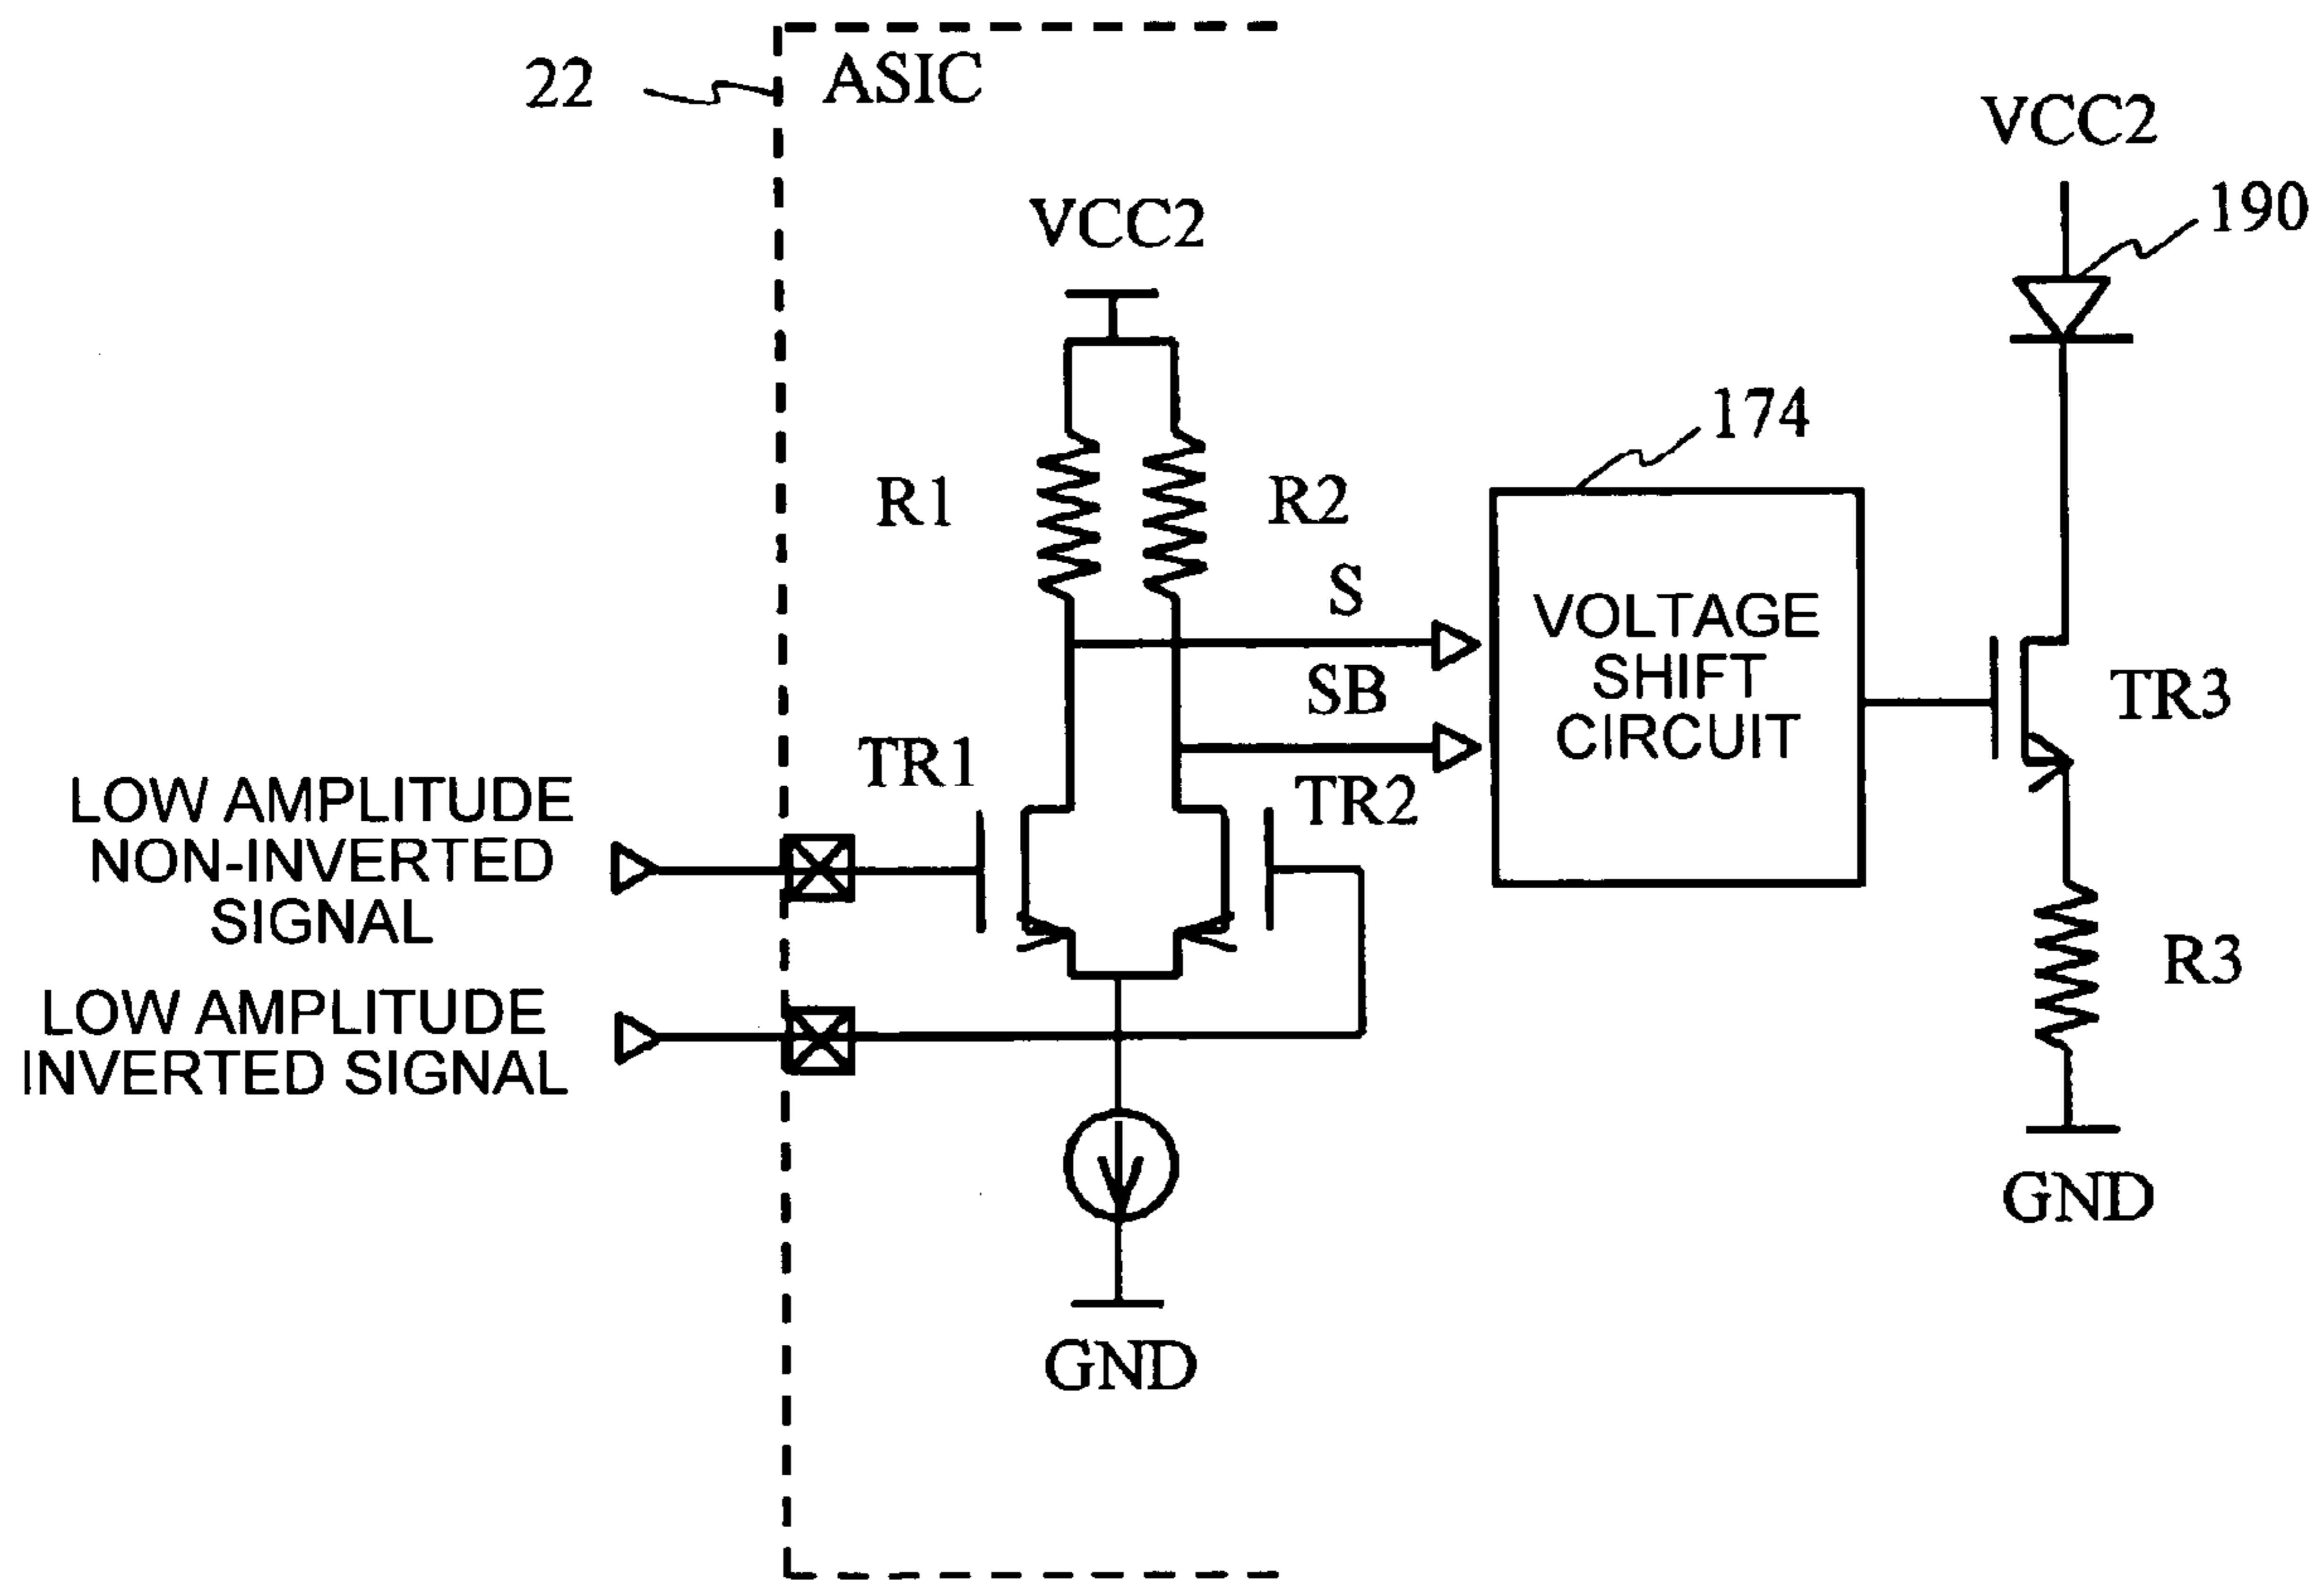 22
ASIC
VCC2
190
VCC2
174
R1
R2
S
VOLTAGE
SHIFT
CIRCUIT
SB
TR3
TR1
TR2
LOW AMPLITUDE
NON-INVERTED
SIGNAL
R3
LOW AMPLITUDE
INVERTED SIGNAL
GND
GND